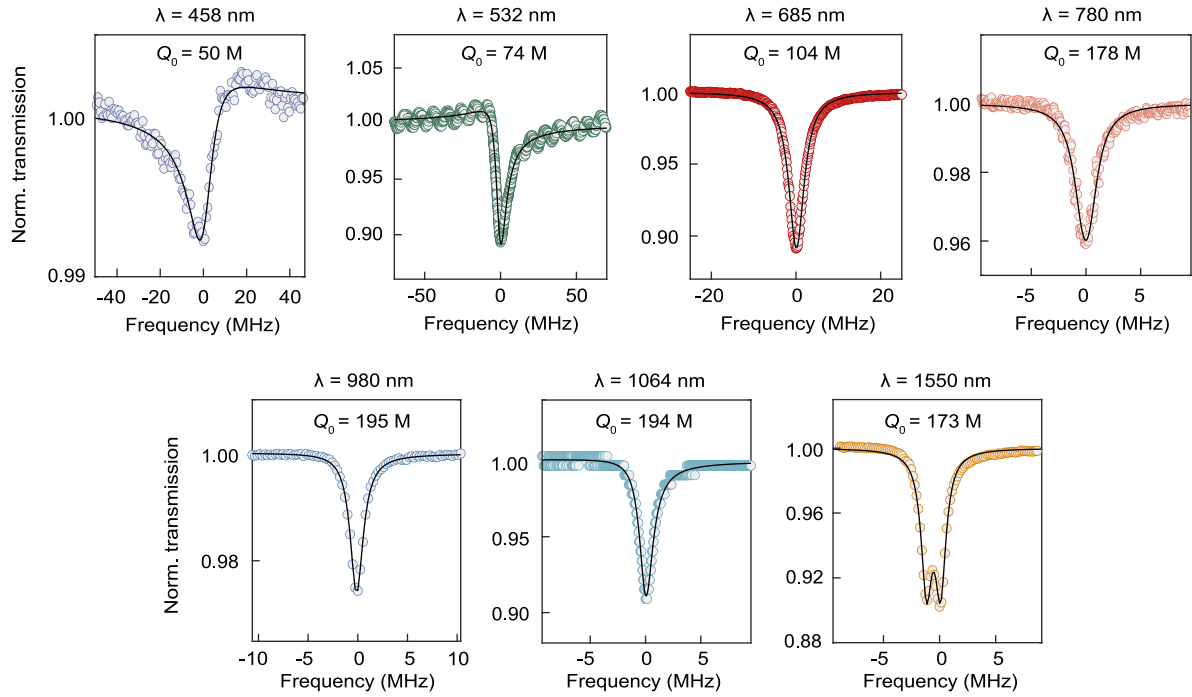 λ = 458 nm
Q₀ = 50 M
1.00
0.99
-40 -20 0 20 40
Frequency (MHz)
Norm. transmission
λ = 532 nm
Q₀ = 74 M
1.05
1.00
0.95
0.90
-50 0 50
Frequency (MHz)
λ = 685 nm
Q₀ = 104 M
1.00
0.95
0.90
-20 0 20
Frequency (MHz)
λ = 780 nm
Q₀ = 178 M
1.00
0.98
0.96
-5 0 5
Frequency (MHz)
λ = 980 nm
Q₀ = 195 M
1.00
0.98
-10 -5 0 5 10
Frequency (MHz)
Norm. transmission
λ = 1064 nm
Q₀ = 194 M
1.00
0.95
0.90
-5 0 5
Frequency (MHz)
λ = 1550 nm
Q₀ = 173 M
1.00
0.96
0.92
0.88
-5 0 5
Frequency (MHz)